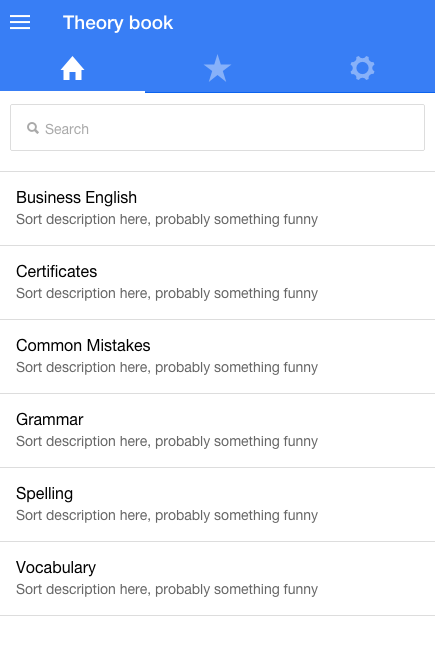 Theory book
Search
Business English
Sort description here, probably something funny
Certificates
Sort description here, probably something funny
Common Mistakes
Sort description here, probably something funny
Grammar
Sort description here, probably something funny
Spelling
Sort description here, probably something funny
Vocabulary
Sort description here, probably something funny